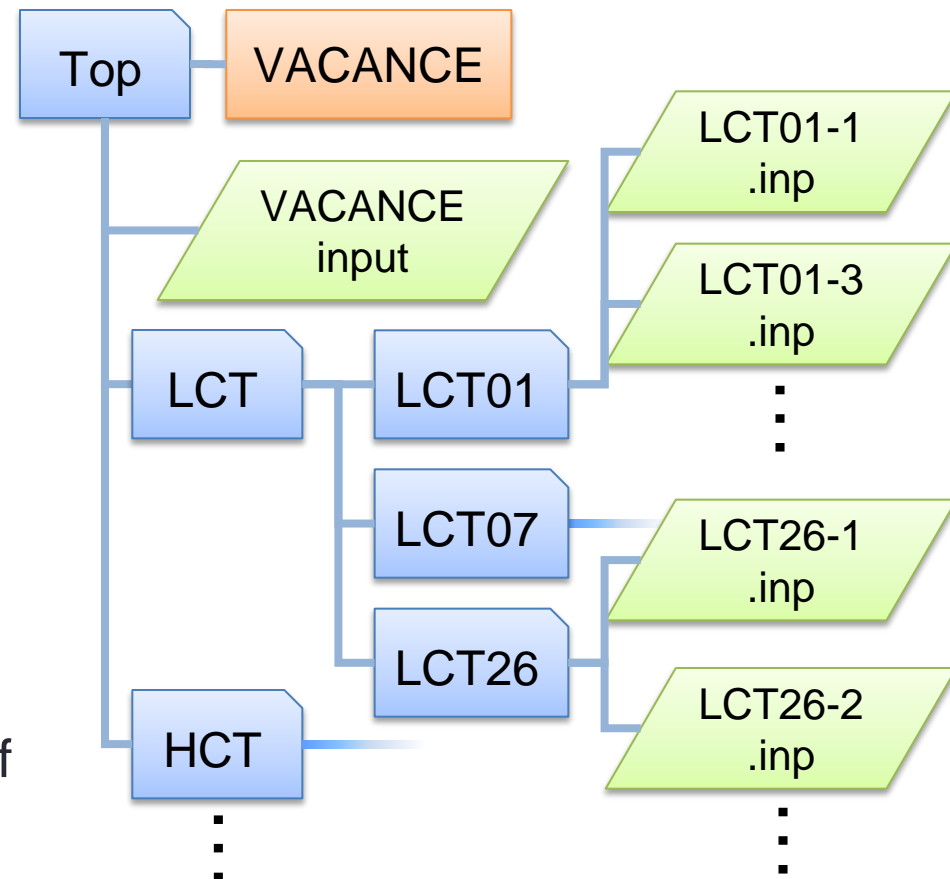 Top
VACANCE
VACANCE
input
LCT
LCT01
LCT01-1
.inp
LCT01-3
.inp
LCT07
LCT26
LCT26-1
.inp
LCT26-2
.inp
HCT
f